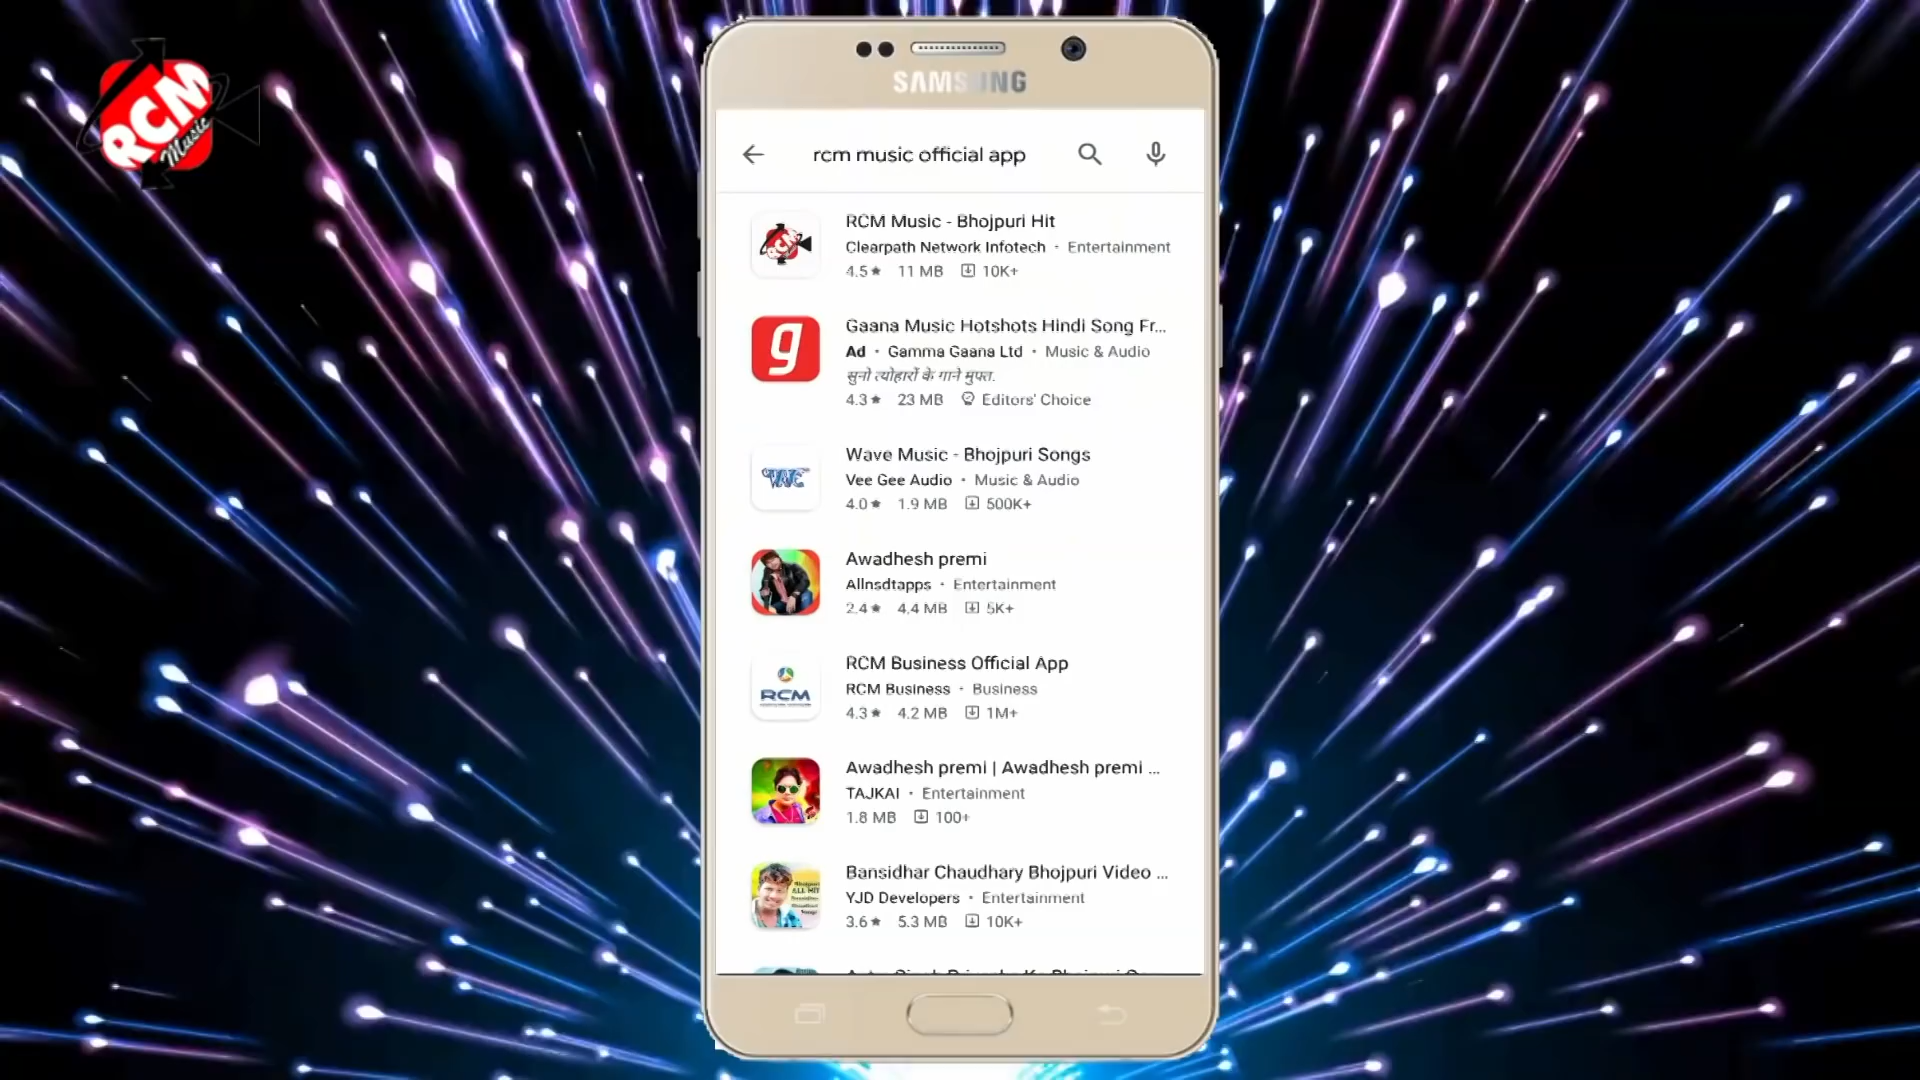 RCM
Music
SAMSUNG
rcm music official app
RCM Music - Bhojpuri Hit
Clearpath Network Infotech • Entertainment
4.5★ 11 MB 10K+
g
Gaana Music Hotshots Hindi Song Fr...
Ad • Gamma Gaana Ltd • Music & Audio
सुनो त्योहारों के गाने मुफ्त.
4.3★ 23 MB Editors' Choice
Wave Music - Bhojpuri Songs
WAVE
Vee Gee Audio • Music & Audio
4.0★ 1.9 MB 500K+
Awadhesh premi
Allnsdtapps • Entertainment
2.4★ 4.4 MB 5K+
RCM Business Official App
RCM
RCM Business • Business
4.3★ 4.2 MB 1M+
Awadhesh premi | Awadhesh premi ...
TAJKAI • Entertainment
1.8 MB 100+
Bansidhar Chaudhary Bhojpuri Video ...
YJD Developers • Entertainment
3.6★ 5.3 MB 10K+